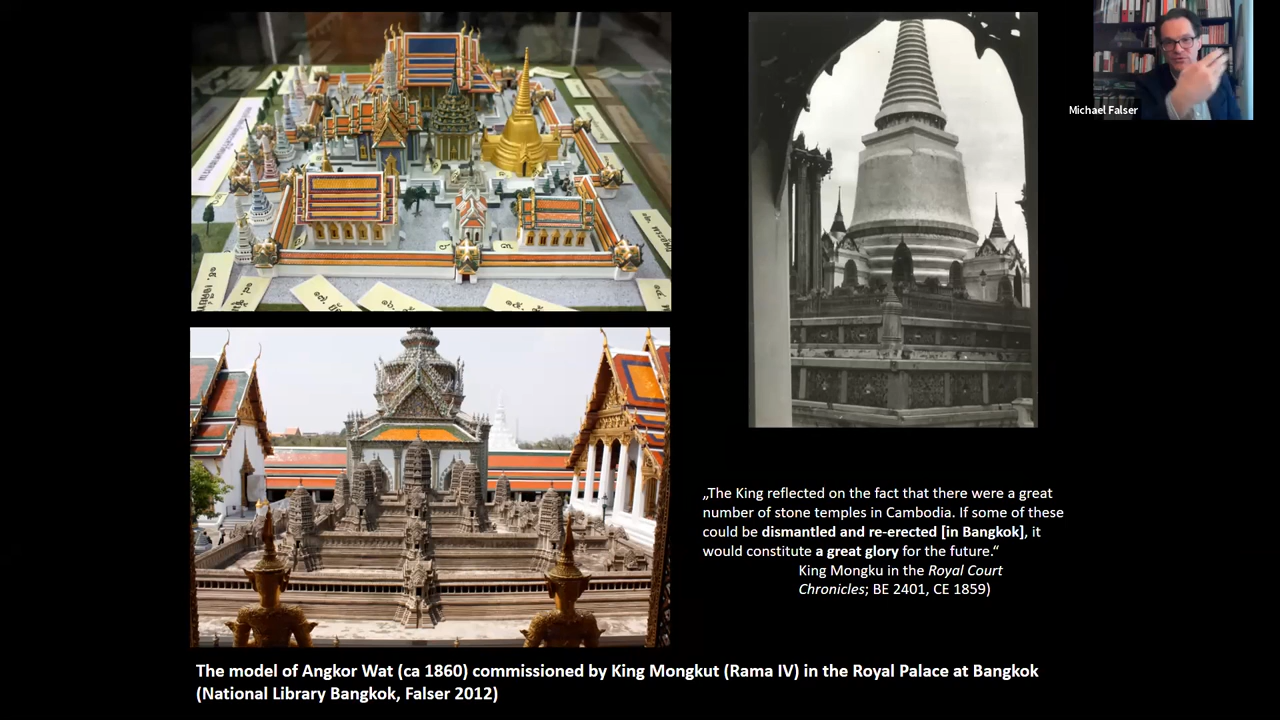 Michael Falser
„The King reflected on the fact that there were a great
number of stone temples in Cambodia. If some of these
could be dismantled and re-erected [in Bangkok], it
would constitute a great glory for the future.“
King Mongku in the Royal Court
Chronicles; BE 2401, CE 1859)
The model of Angkor Wat (ca 1860) commissioned by King Mongkut (Rama IV) in the Royal Palace at Bangkok
(National Library Bangkok, Falser 2012)